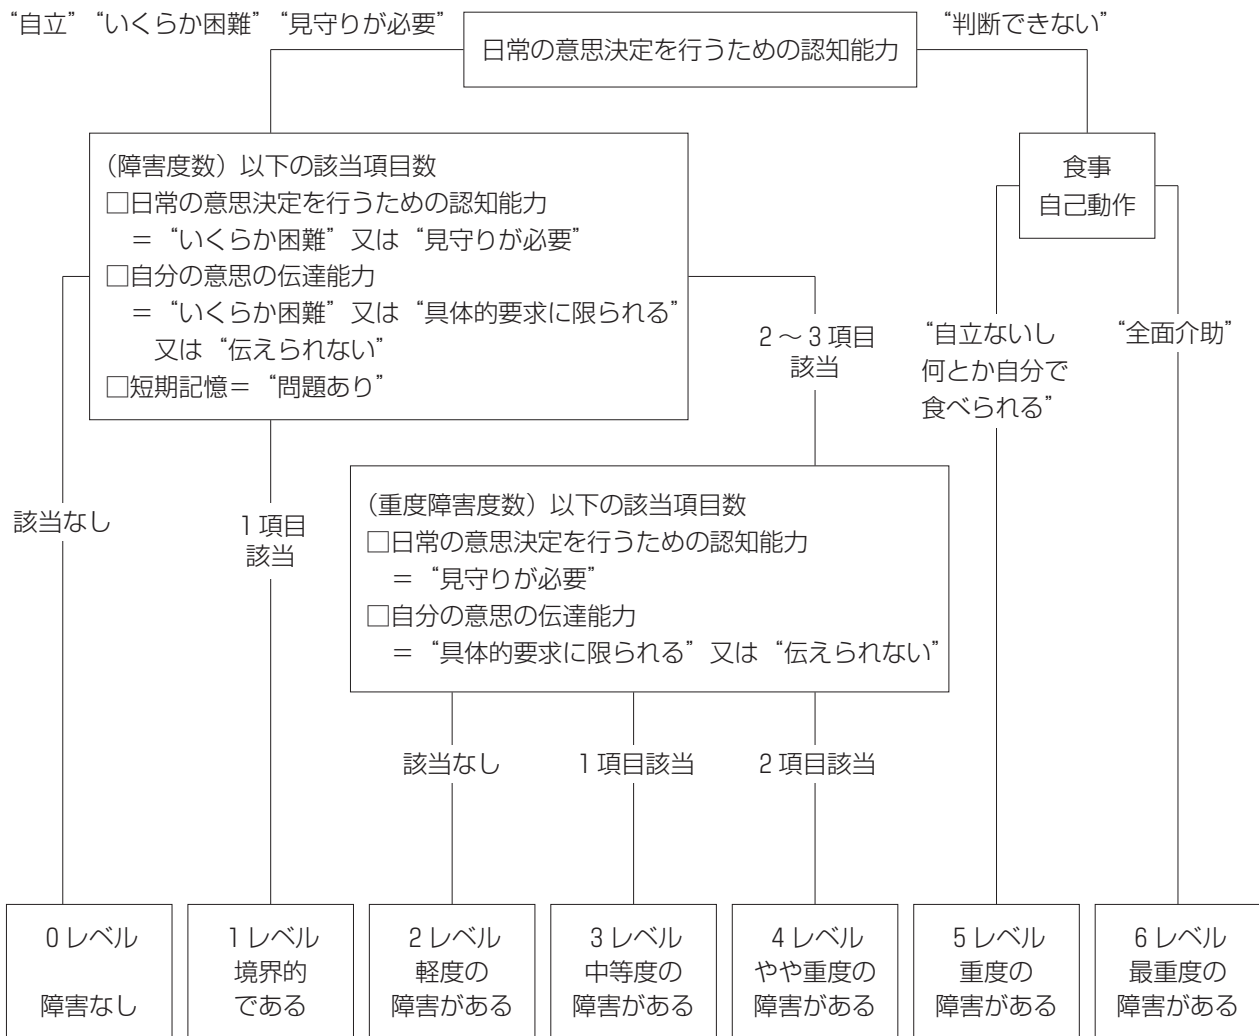 “自立”“いくらか困難”“見守りが必要”
“判断できない”
日常の意思決定を行うための認知能力
（障害度数）以下の該当項目数
□日常の意思決定を行うための認知能力
＝“いくらか困難”又は“見守りが必要”
□自分の意思の伝達能力
＝“いくらか困難”又は“具体的要求に限られる”
又は“伝えられない”
□短期記憶＝“問題あり”
食事
自己動作
2～3項目
該当
“自立ないし
何とか自分で
食べられる”
“全面介助”
該当なし
1項目
該当
（重度障害度数）以下の該当項目数
□日常の意思決定を行うための認知能力
＝“見守りが必要”
□自分の意思の伝達能力
＝“具体的要求に限られる”又は“伝えられない”
該当なし
1項目該当
2項目該当
0レベル
障害なし
1レベル
境界的
である
2レベル
軽度の
障害がある
3レベル
中等度の
障害がある
4レベル
やや重度の
障害がある
5レベル
重度の
障害がある
6レベル
最重度の
障害がある